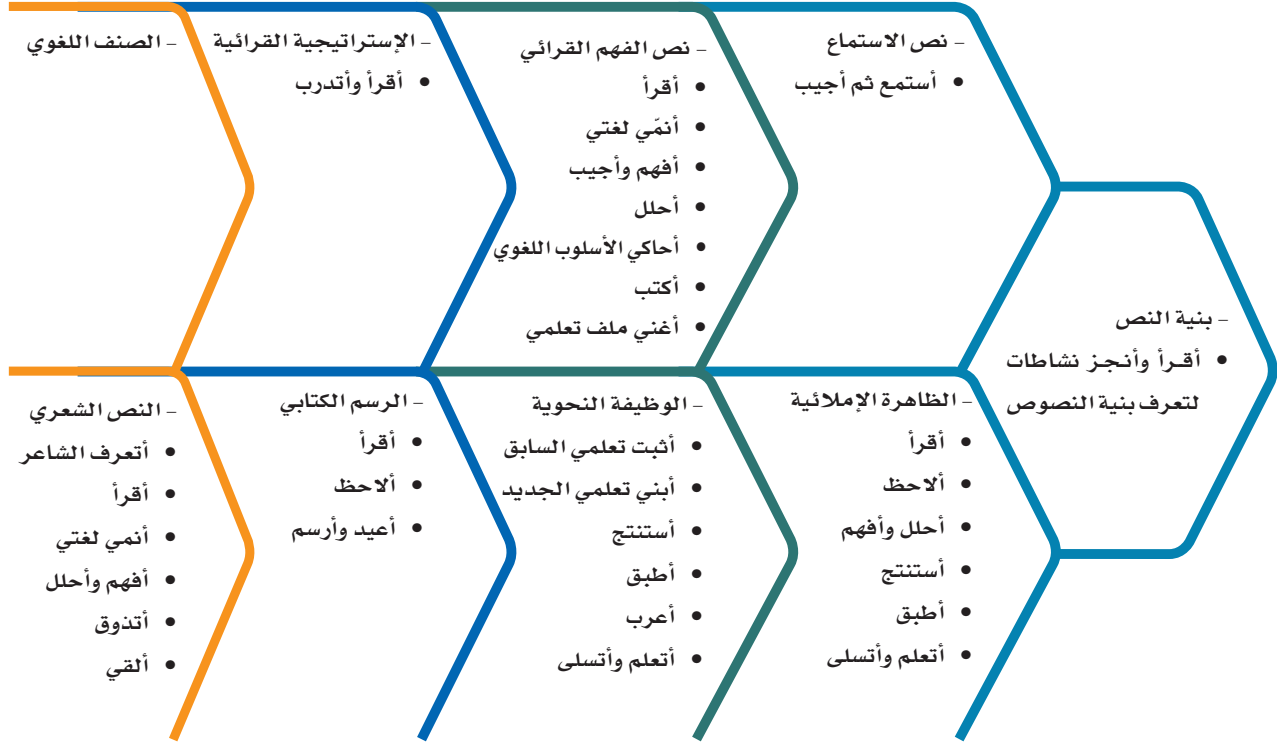 – بنية النص
• أقرأ وأنجز نشاطات
لتعرف بنية النصوص
– نص الاستماع
• أستمع ثم أجيب
– نص الفهم القرائي
• أقرأ
• أنمّي لغتي
• أفهم وأجيب
• أحلل
• أحاكي الأسلوب اللغوي
• أكتب
• أغني ملف تعلمي
– الإستراتيجية القرائية
• أقرأ وأتدرب
– الصنف اللغوي
– الظاهرة الإملائية
• أقرأ
• ألاحظ
• أحلل وأفهم
• أستنتج
• أطبق
• أتعلم وأتسلى
– الوظيفة النحوية
• أثبت تعلمي السابق
• أبني تعلمي الجديد
• أستنتج
• أطبق
• أعرب
• أتعلم وأتسلى
– الرسم الكتابي
• أقرأ
• ألاحظ
• أعيد وأرسم
– النص الشعري
• أتعرف الشاعر
• أقرأ
• أنمي لغتي
• أفهم وأحلل
• أتذوق
• ألقي